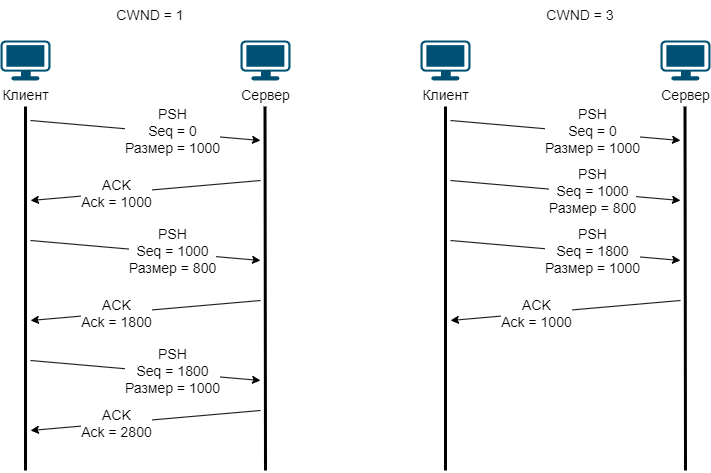 CWND = 1
Клиент
Сервер
PSH
Seq = 0
Размер = 1000
ACK
Ack = 1000
PSH
Seq = 1000
Размер = 800
ACK
Ack = 1800
PSH
Seq = 1800
Размер = 1000
ACK
Ack = 2800
CWND = 3
Клиент
Сервер
PSH
Seq = 0
Размер = 1000
PSH
Seq = 1000
Размер = 800
PSH
Seq = 1800
Размер = 1000
ACK
Ack = 1000